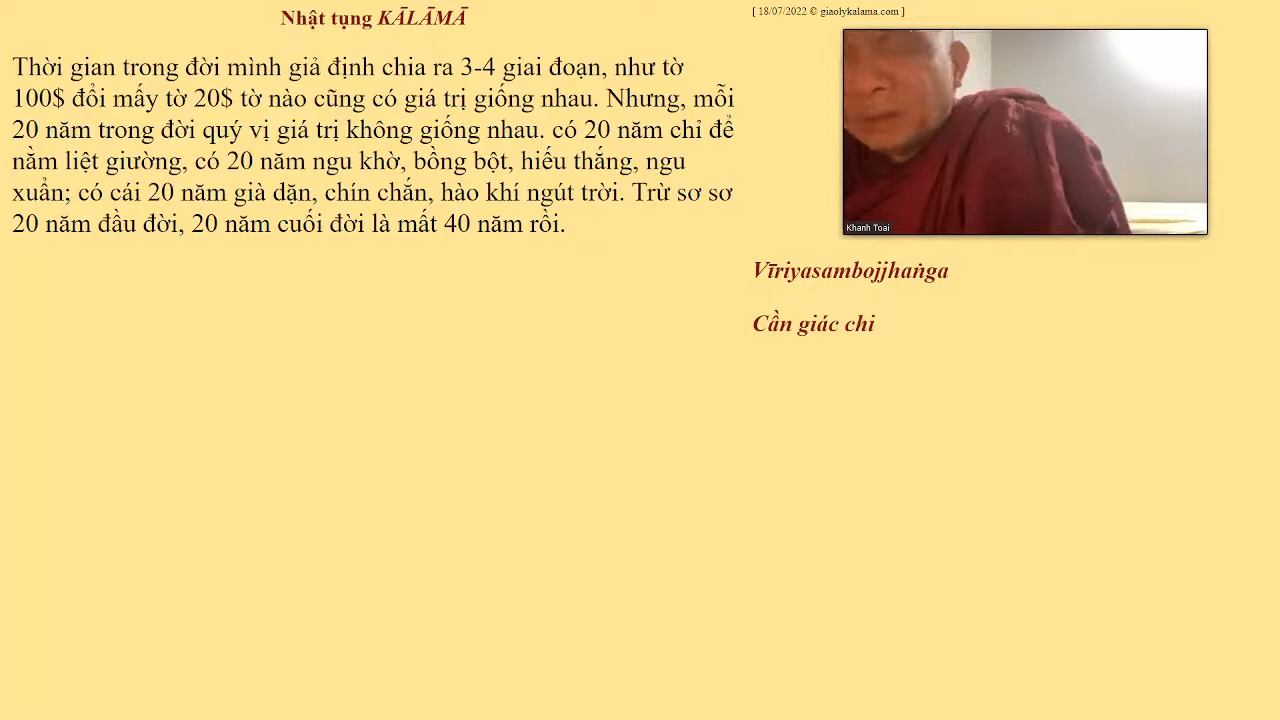 Nhật tụng KĀLĀMĀ
Thời gian trong đời mình giả định chia ra 3-4 giai đoạn, như tờ
100$ đổi mấy tờ 20$ tờ nào cũng có giá trị giống nhau. Nhưng, mỗi
20 năm trong đời quý vị giá trị không giống nhau. có 20 năm chỉ để
nằm liệt giường, có 20 năm ngu khờ, bồng bột, hiếu thắng, ngu
xuẩn; có cái 20 năm già dặn, chín chắn, hào khí ngút trời. Trừ sơ sơ
20 năm đầu đời, 20 năm cuối đời là mất 40 năm rồi.
[ 18/07/2022 © giaolykalama.com ]
Khanh Toai
Vīriyasambojjhaṅga
Cần giác chi